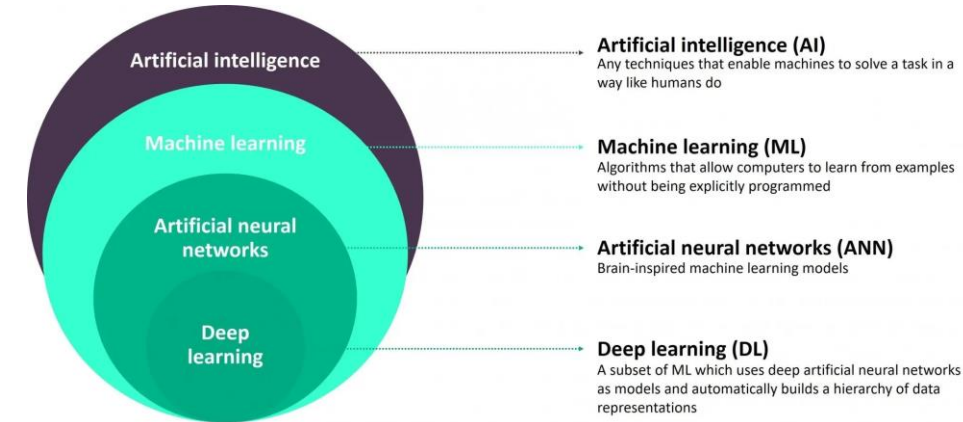 Artificial intelligence
Machine learning
Artificial neural
networks
Deep
learning
Artificial intelligence (AI)
Any techniques that enable machines to solve a task in a
way like humans do
Machine learning (ML)
Algorithms that allow computers to learn from examples
without being explicitly programmed
Artificial neural networks (ANN)
Brain-inspired machine learning models
Deep learning (DL)
A subset of ML which uses deep artificial neural networks
as models and automatically builds a hierarchy of data
representations